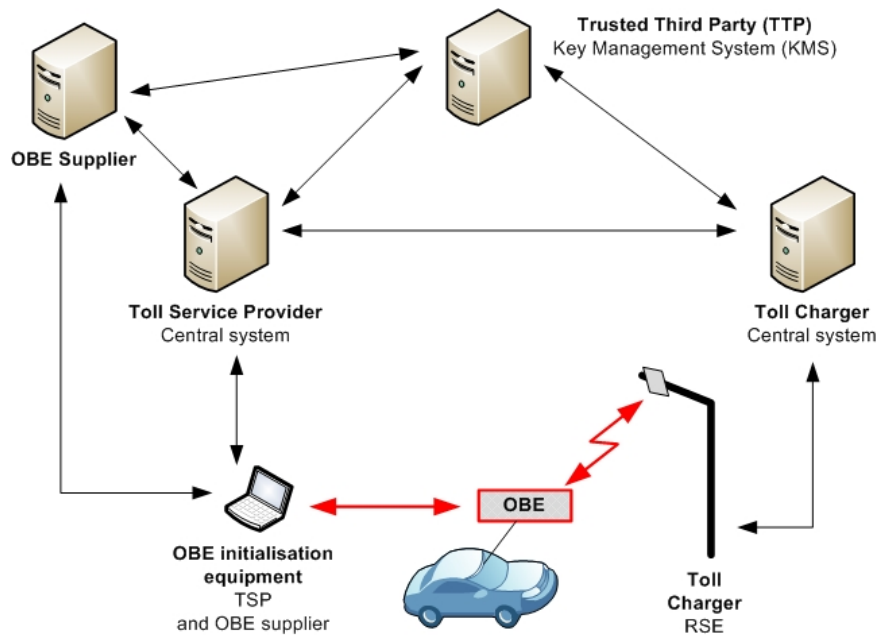 Trusted Third Party (TTP)
Key Management System (KMS)
OBE Supplier
Toll Service Provider
Central system
Toll Charger
Central system
OBE
OBE initialisation
equipment
TSP
and OBE supplier
Toll
Charger
RSE